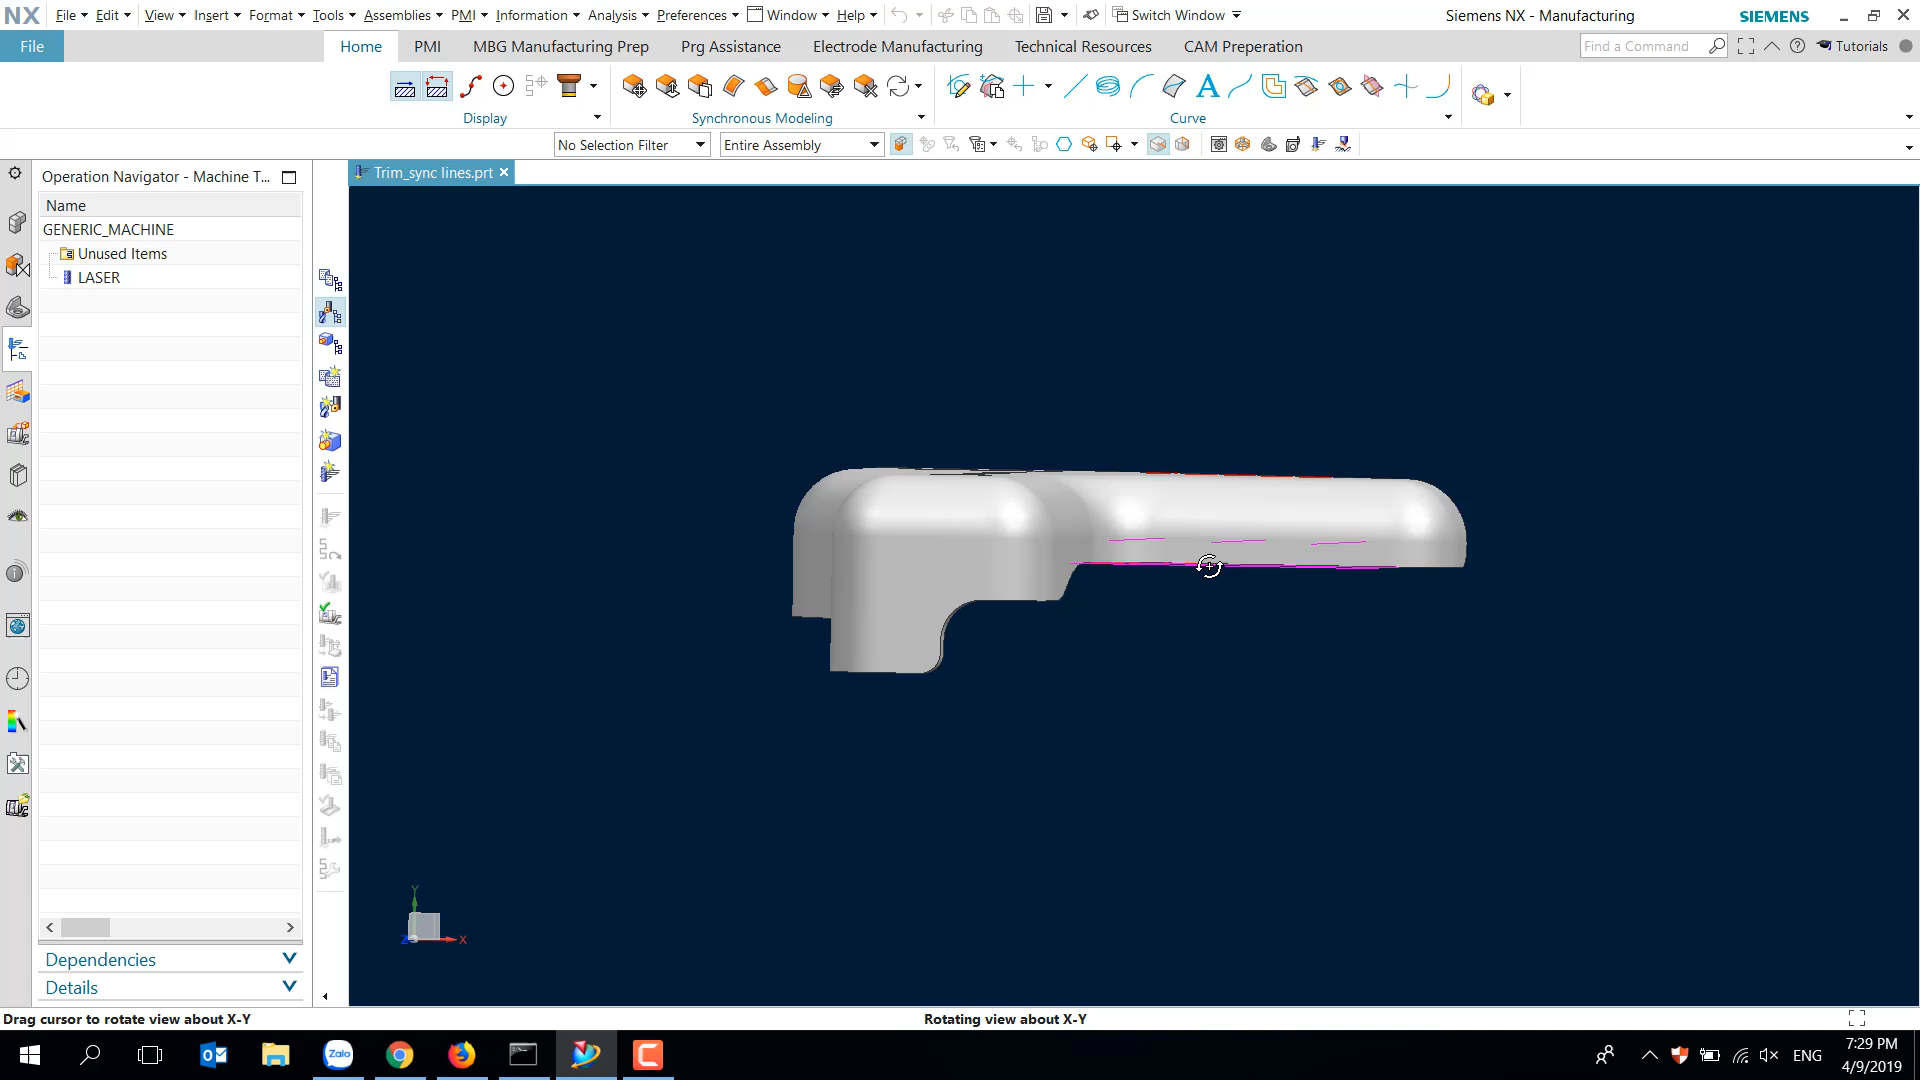 NX File Edit View Insert Format Tools Assemblies PMI Information Analysis Preferences Window Help Switch Window Siemens NX - Manufacturing SIEMENS
File Home PMI MBG Manufacturing Prep Prg Assistance Electrode Manufacturing Technical Resources CAM Preperation Find a Command Tutorials
Display Synchronous Modeling Curve
No Selection Filter Entire Assembly
Operation Navigator - Machine T... Trim_sync lines.prt
Name
GENERIC_MACHINE
Unused Items
LASER
Y
Z X
Dependencies
Details
Drag cursor to rotate view about X-Y Rotating view about X-Y
Zalo ENG 7:29 PM
4/9/2019